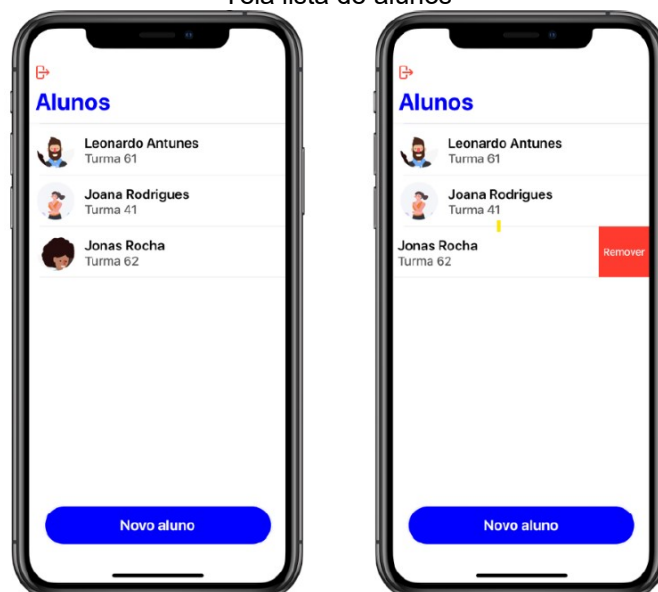 Tela lista de alunos
Alunos
Leonardo Antunes
Turma 61
Joana Rodrigues
Turma 41
Jonas Rocha
Turma 62
Novo aluno
Alunos
Leonardo Antunes
Turma 61
Joana Rodrigues
Turma 41
Jonas Rocha
Turma 62
Remover
Novo aluno